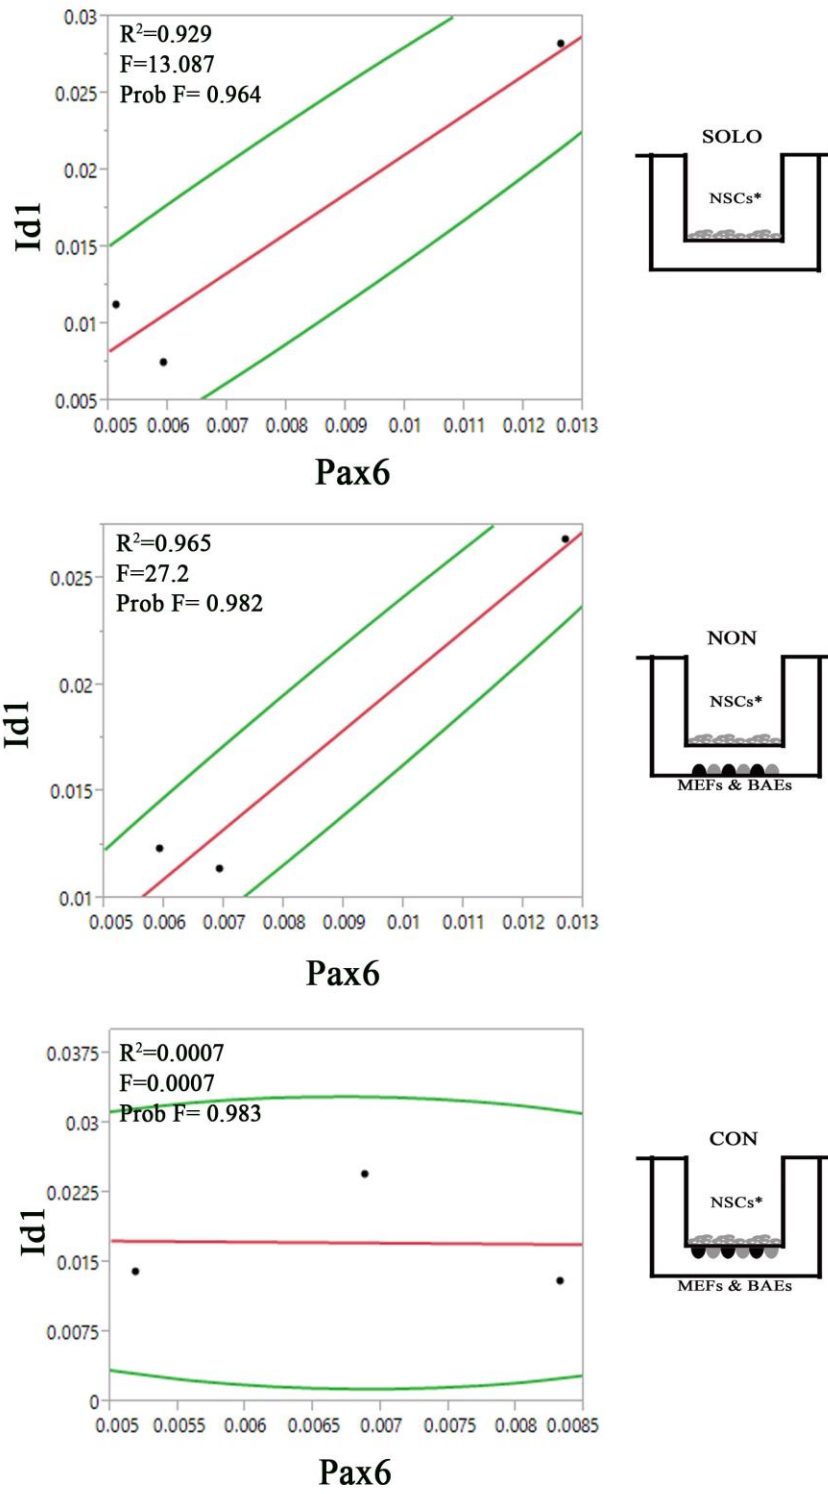 R²=0.929
F=13.087
Prob F= 0.964
0.03
0.025
0.02
0.015
0.01
0.005
Id1
0.005 0.006 0.007 0.008 0.009 0.01 0.011 0.012 0.013
Pax6
SOLO
NSCs*
R²=0.965
F=27.2
Prob F= 0.982
0.025
0.02
0.015
0.01
Id1
0.005 0.006 0.007 0.008 0.009 0.01 0.011 0.012 0.013
Pax6
NON
NSCs*
MEFs & BAEs
R²=0.0007
F=0.0007
Prob F= 0.983
0.0375
0.03
0.0225
0.015
0.0075
0
Id1
0.005 0.0055 0.006 0.0065 0.007 0.0075 0.008 0.0085
Pax6
CON
NSCs*
MEFs & BAEs